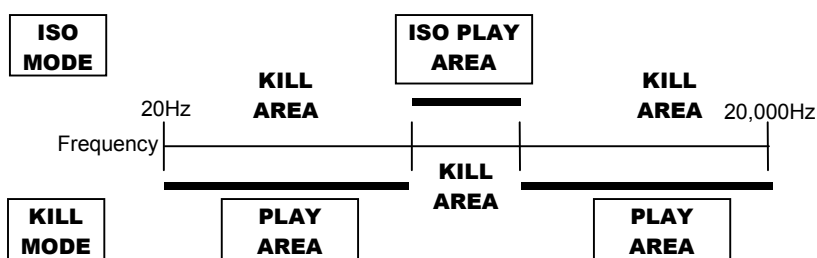 ISO
MODE
ISO PLAY
AREA
KILL
AREA
KILL
AREA
20Hz
20,000Hz
Frequency
KILL
AREA
KILL
MODE
PLAY
AREA
PLAY
AREA